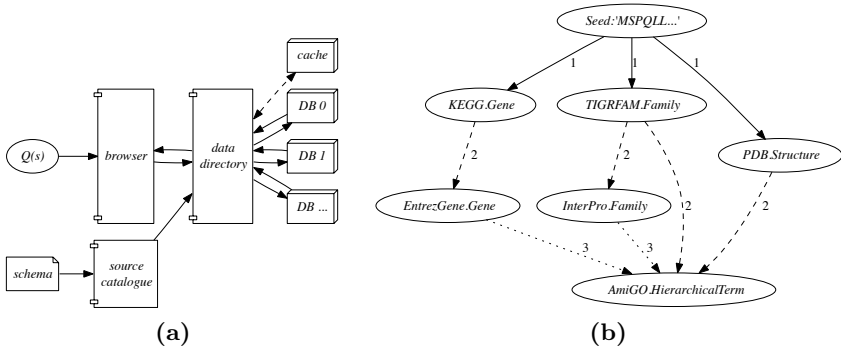 cache
DB 0
Q(s)
browser
data
directory
DB 1
DB ...
schema
source
catalogue
(a)
Seed:'MSPQLL...'
1
1
1
KEGG.Gene
TIGRFAM.Family
2
2
PDB.Structure
EntrezGene.Gene
InterPro.Family
2
2
3
3
AmiGO.HierarchicalTerm
(b)